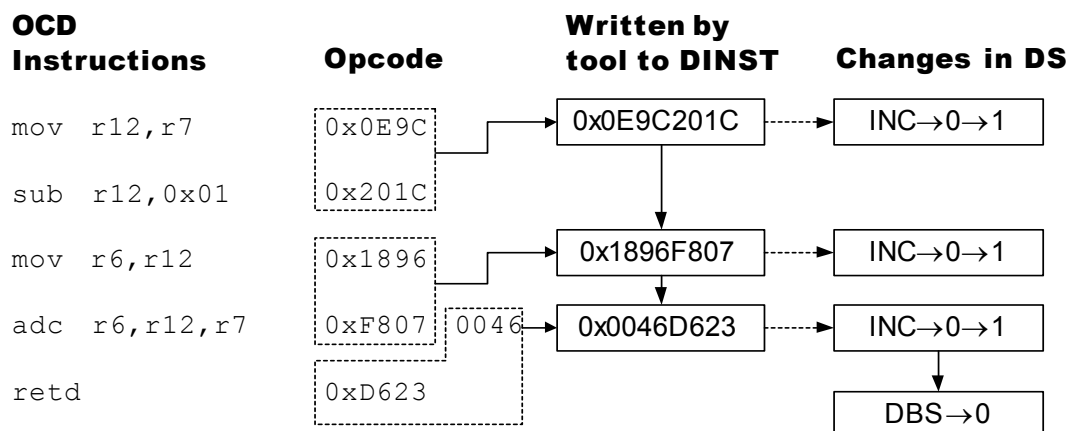 OCD Instructions Opcode Written by tool to DINST Changes in DS
mov r12,r7 0x0E9C 0x0E9C201C INC→0→1
sub r12,0x01 0x201C
mov r6,r12 0x1896 0x1896F807 INC→0→1
adc r6,r12,r7 0xF807 0046 0x0046D623 INC→0→1
retd 0xD623 DBS→0